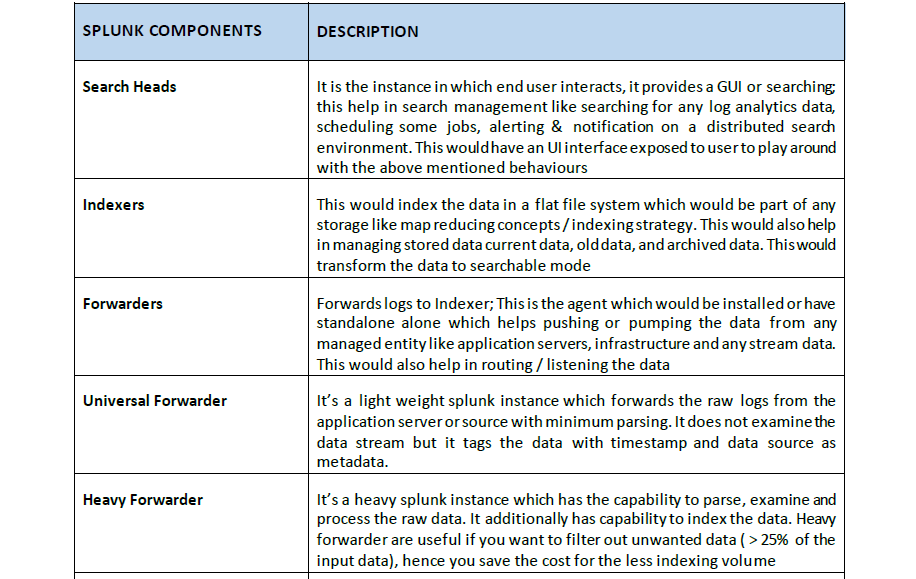 SPLUNK COMPONENTS
DESCRIPTION
Search Heads
It is the instance in which end user interacts, it provides a GUI or searching;
this help in search management like searching for any log analytics data,
scheduling some jobs, alerting & notification on a distributed search
environment. This would have an UI interface exposed to user to play around
with the above mentioned behaviours
Indexers
This would index the data in a flat file system which would be part of any
storage like map reducing concepts / indexing strategy. This would also help
in managing stored data current data, old data, and archived data. This would
transform the data to searchable mode
Forwarders
Forwards logs to Indexer; This is the agent which would be installed or have
standalone alone which helps pushing or pumping the data from any
managed entity like application servers, infrastructure and any stream data.
This would also help in routing / listening the data
Universal Forwarder
It’s a light weight splunk instance which forwards the raw logs from the
application server or source with minimum parsing. It does not examine the
data stream but it tags the data with timestamp and data source as
metadata.
Heavy Forwarder
It’s a heavy splunk instance which has the capability to parse, examine and
process the raw data. It additionally has capability to index the data. Heavy
forwarder are useful if you want to filter out unwanted data ( > 25% of the
input data), hence you save the cost for the less indexing volume